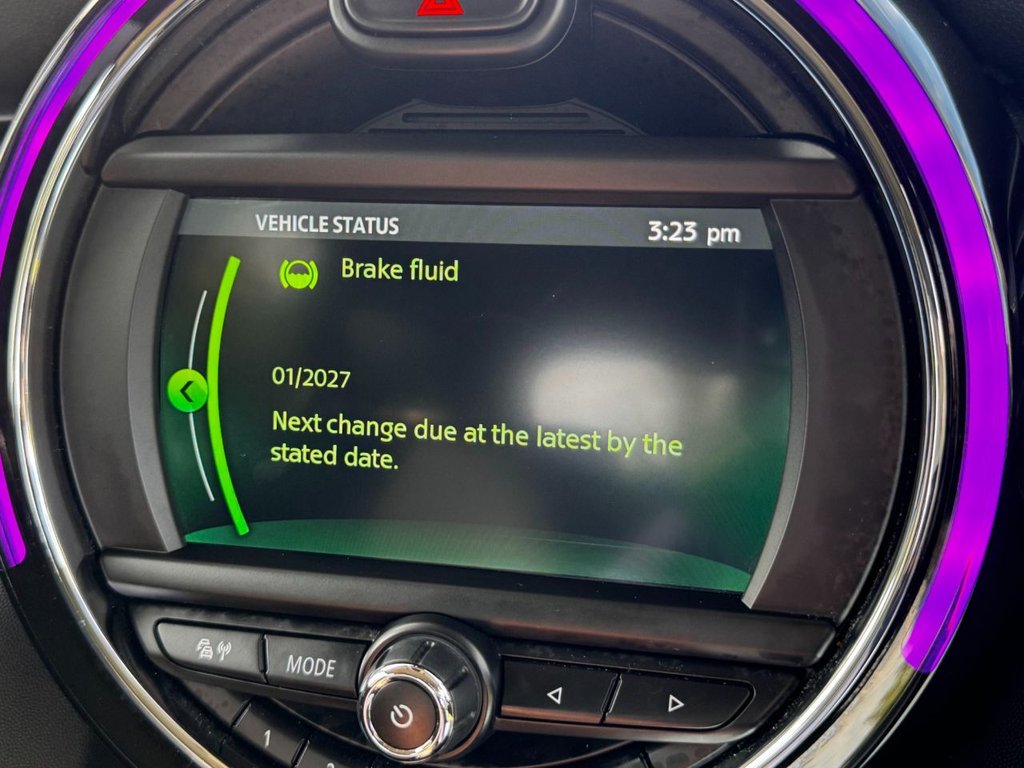 VEHICLE STATUS 3:23 pm
Brake fluid
01/2027
Next change due at the latest by the
stated date.
MODE
1